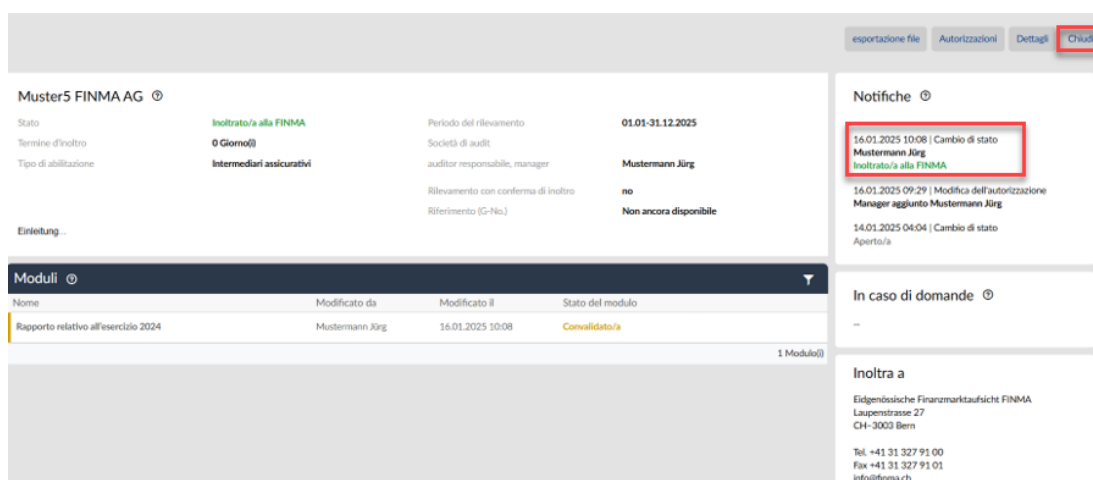 esportazione file Autorizzazioni Dettagli Chiudi
Muster5 FINMA AG
Stato Inoltrato/a alla FINMA Periodo del rilevamento 01.01-31.12.2025
Termine d'inoltro 0 Giorno(i) Società di audit
Tipo di abilitazione Intermediari assicurativi auditor responsabile, manager Mustermann Jürg
Rilevamento con conferma di inoltro no
Riferimento (G-No.) Non ancora disponibile
Einleitung...
Notifiche
16.01.2025 10:08 | Cambio di stato
Mustermann Jürg
Inoltrato/a alla FINMA
16.01.2025 09:29 | Modifica dell'autorizzazione
Manager aggiunto Mustermann Jürg
14.01.2025 04:04 | Cambio di stato
Aperto/a
Moduli
Nome Modificato da Modificato il Stato del modulo
Rapporto relativo all'esercizio 2024 Mustermann Jürg 16.01.2025 10:08 Convalidato/a
1 Modulo(i)
In caso di domande
--
Inoltra a
Eidgenössische Finanzmarktaufsicht FINMA
Laupenstrasse 27
CH-3003 Bern
Tel. +41 31 327 91 00
Fax +41 31 327 91 01
info@finma.ch